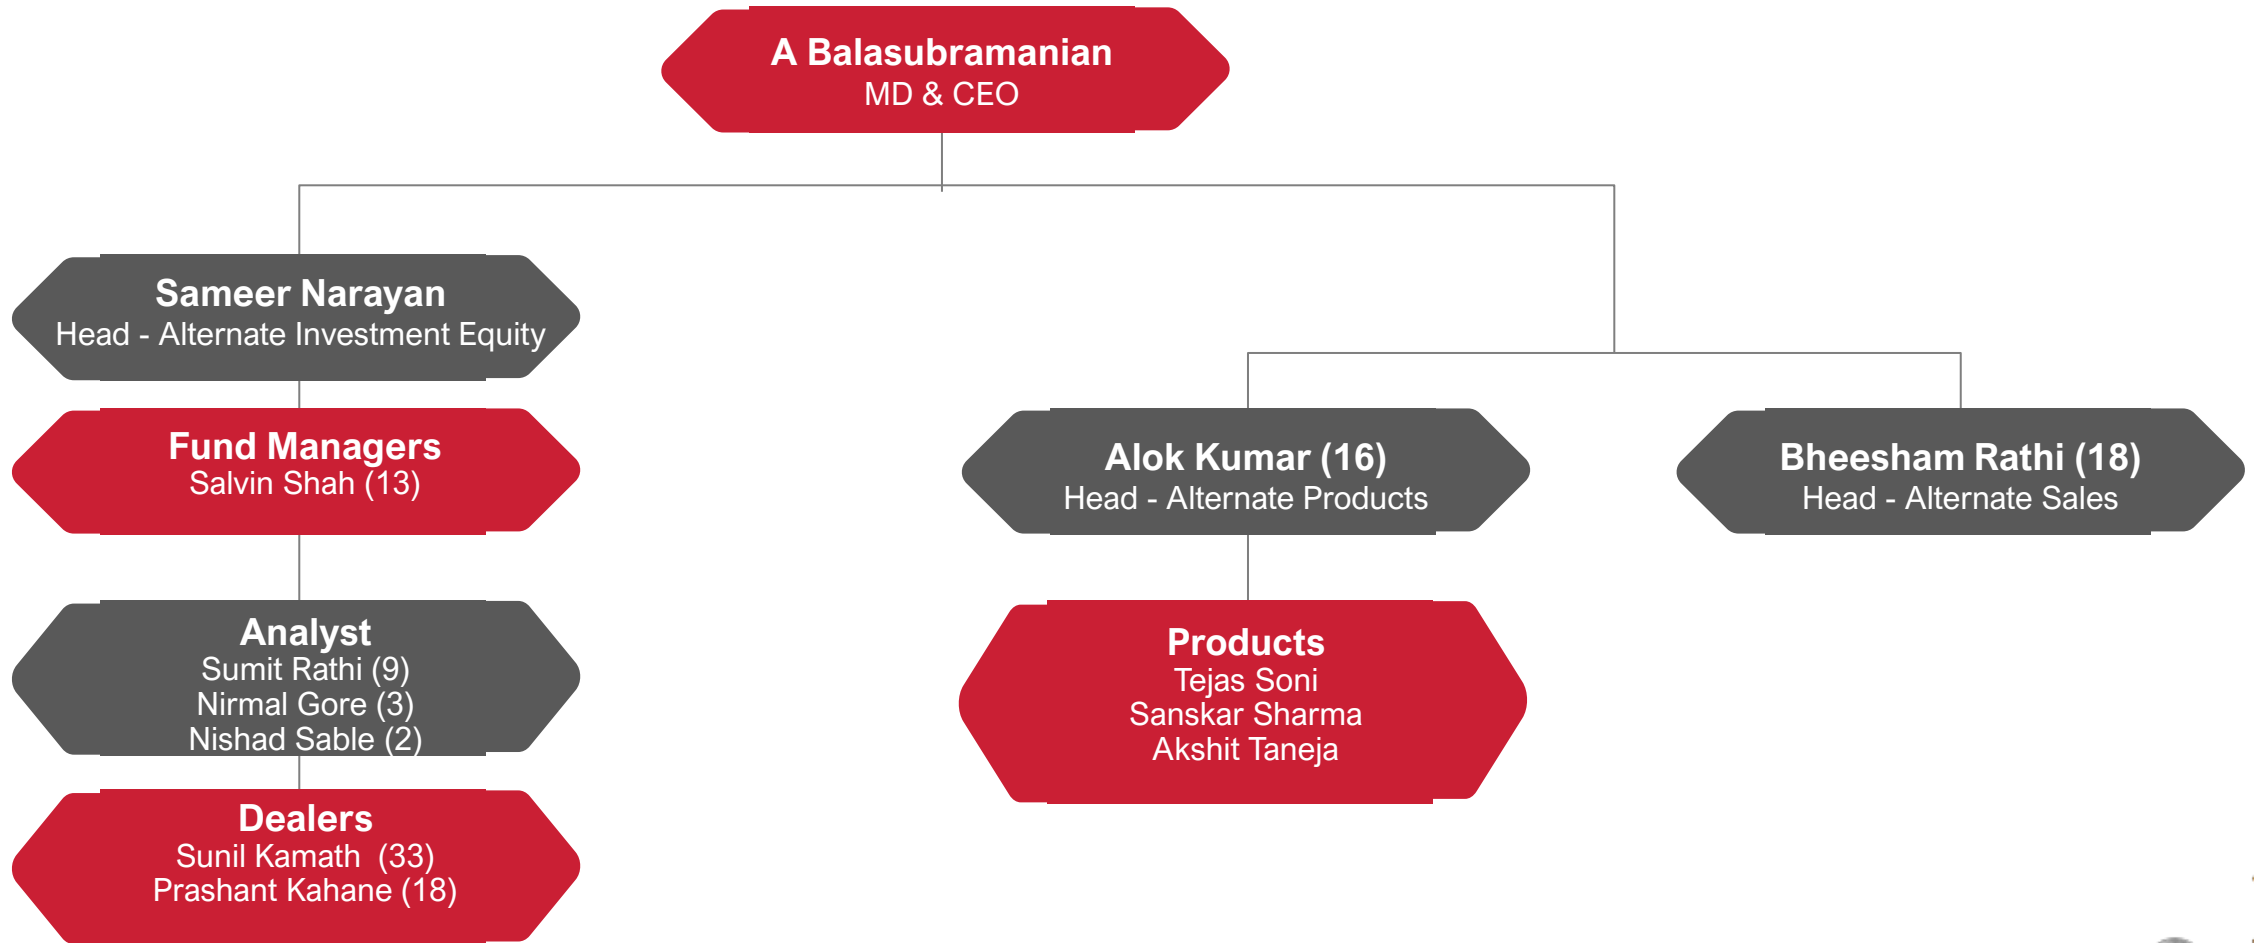 A Balasubramanian
MD & CEO
Sameer Narayan
Head - Alternate Investment Equity
Fund Managers
Salvin Shah (13)
Analyst
Sumit Rathi (9)
Nirmal Gore (3)
Nishad Sable (2)
Dealers
Sunil Kamath  (33)
Prashant Kahane (18)
Alok Kumar (16)
Head - Alternate Products
Products
Tejas Soni
Sanskar Sharma
Akshit Taneja
Bheesham Rathi (18)
Head - Alternate Sales